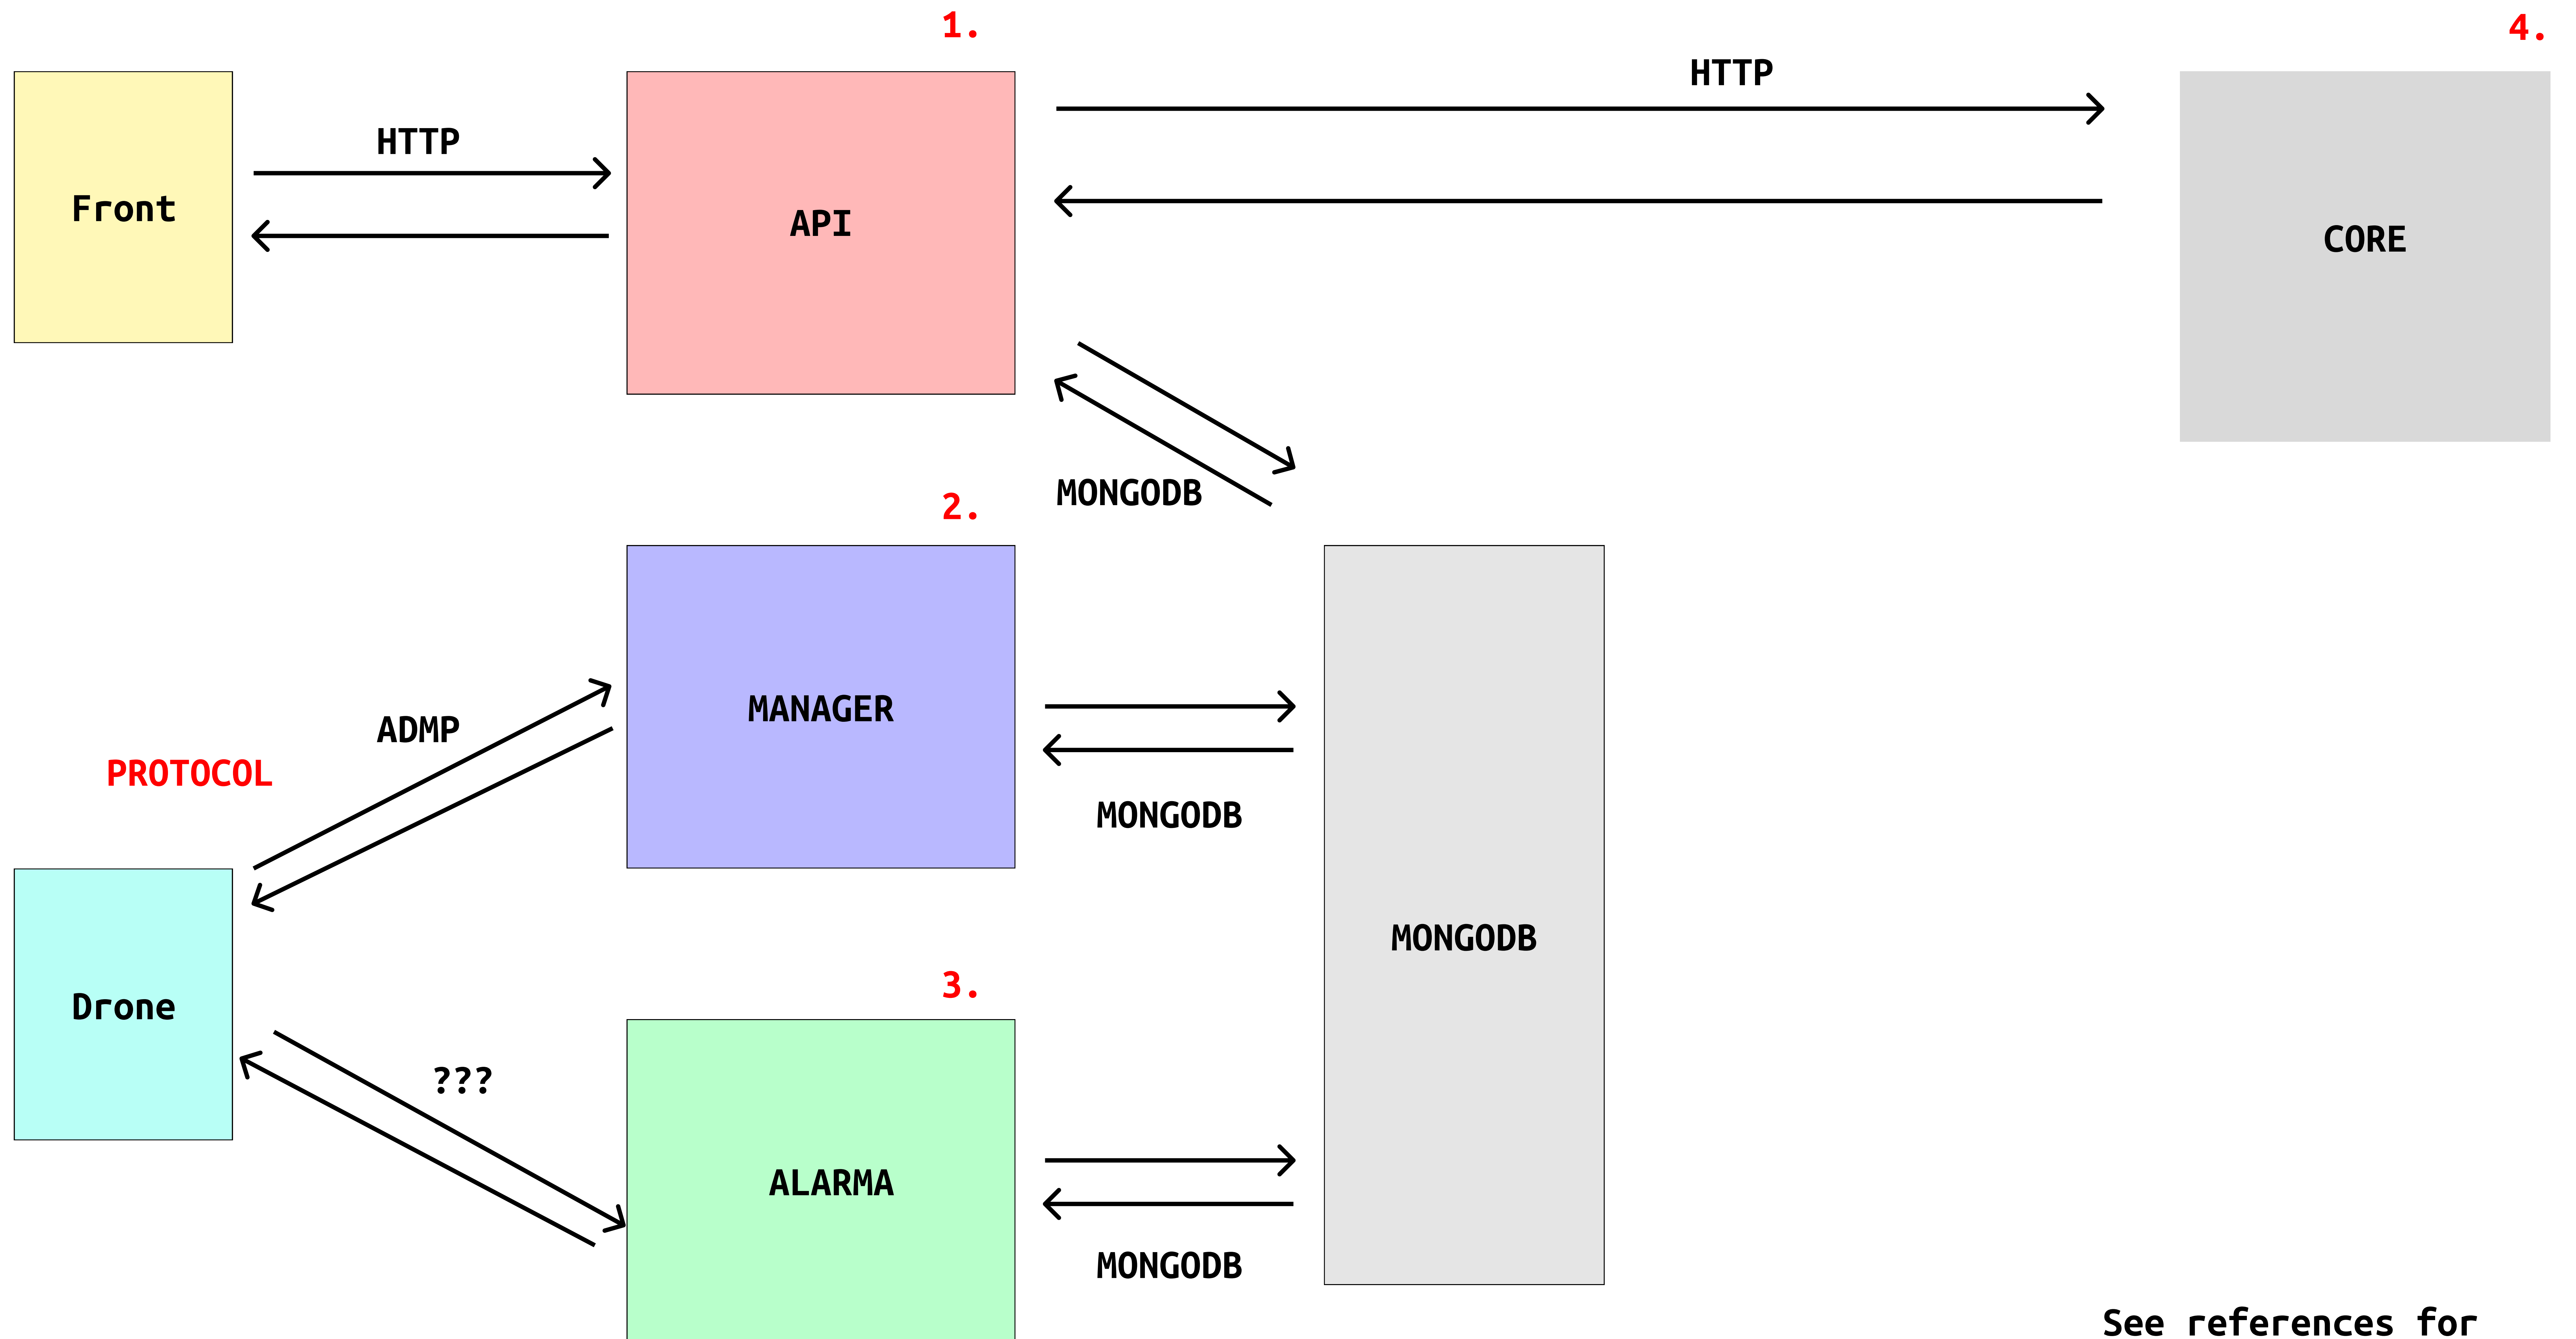 1.
4.
HTTP
HTTP
Front
API
CORE
MONGODB
2.
MANAGER
ADMP
PROTOCOL
MONGODB
MONGODB
3.
Drone
???
ALARMA
MONGODB
See references for